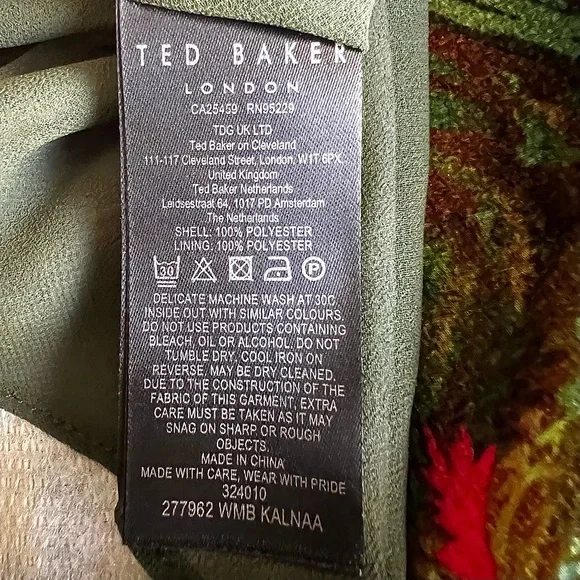 TED BAKER
LONDON
CA25459 RN95229
TDG UK LTD
Ted Baker on Cleveland
111-117 Cleveland Street, London, W1T 6PX,
United Kingdom
Ted Baker Netherlands
Leidsestraat 64, 1017 PD Amsterdam
The Netherlands
SHELL: 100% POLYESTER
LINING: 100% POLYESTER
30 P
DELICATE MACHINE WASH AT 30C
INSIDE OUT WITH SIMILAR COLOURS.
DO NOT USE PRODUCTS CONTAINING
BLEACH, OIL OR ALCOHOL. DO NOT
TUMBLE DRY. COOL IRON ON
REVERSE. MAY BE DRY CLEANED.
DUE TO THE CONSTRUCTION OF THE
FABRIC OF THIS GARMENT, EXTRA
CARE MUST BE TAKEN AS IT MAY
SNAG ON SHARP OR ROUGH
OBJECTS.
MADE IN CHINA
MADE WITH CARE, WEAR WITH PRIDE
324010
277962 WMB KALNAA